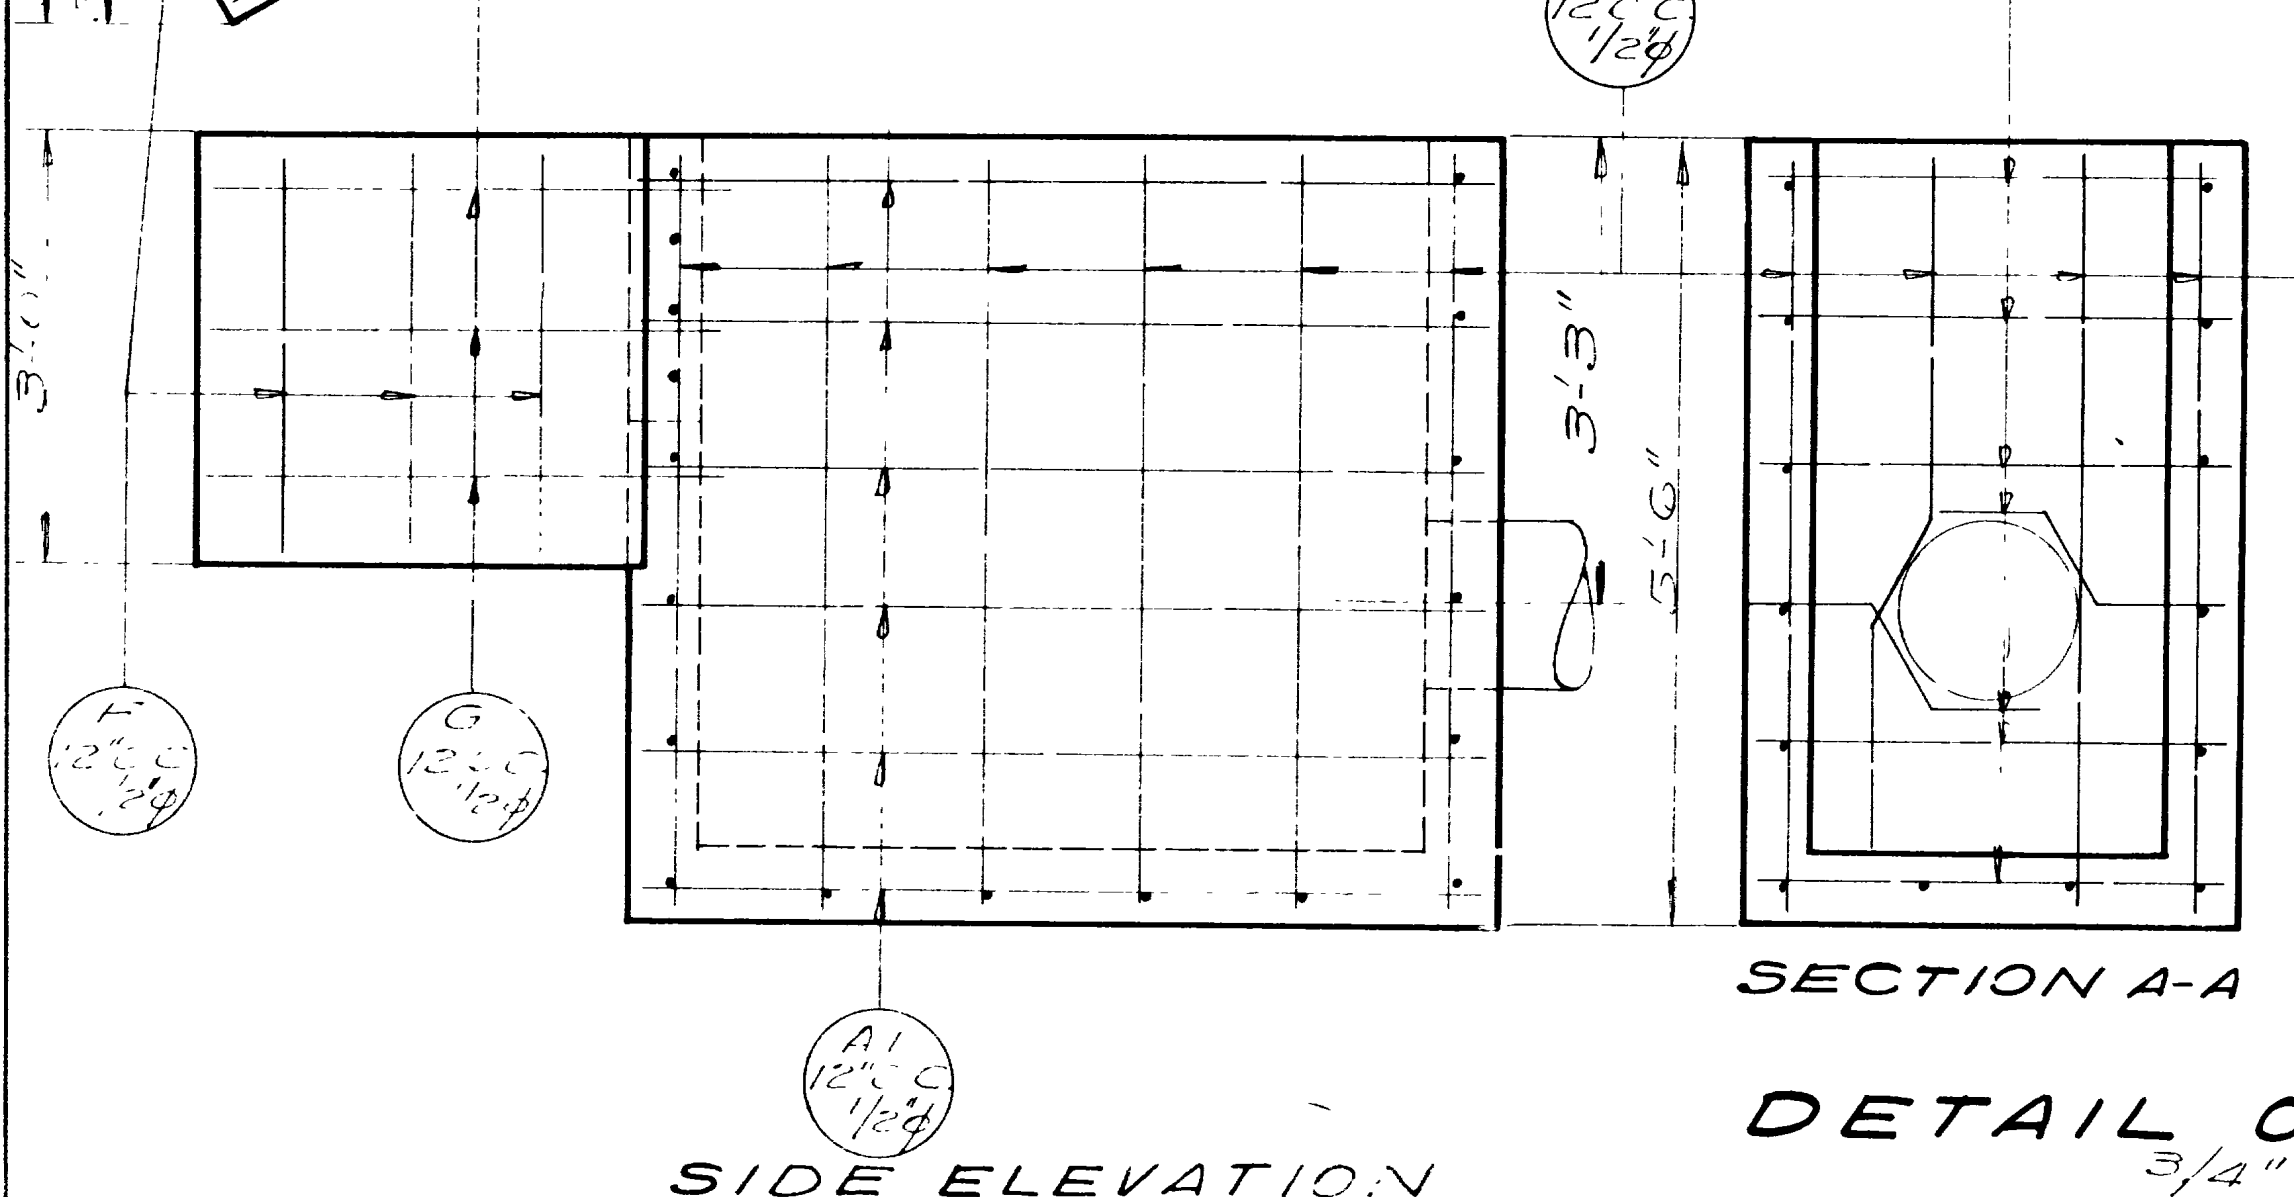 12"C C.
1/2"φ
3'-0"
3'-3"
5'-6"
F
12"C C
1/2"φ
G
12"C C.
1/2"φ
A1
12"C C.
1/2"φ
SECTION A-A
DETAIL
3/4"
SIDE ELEVATION